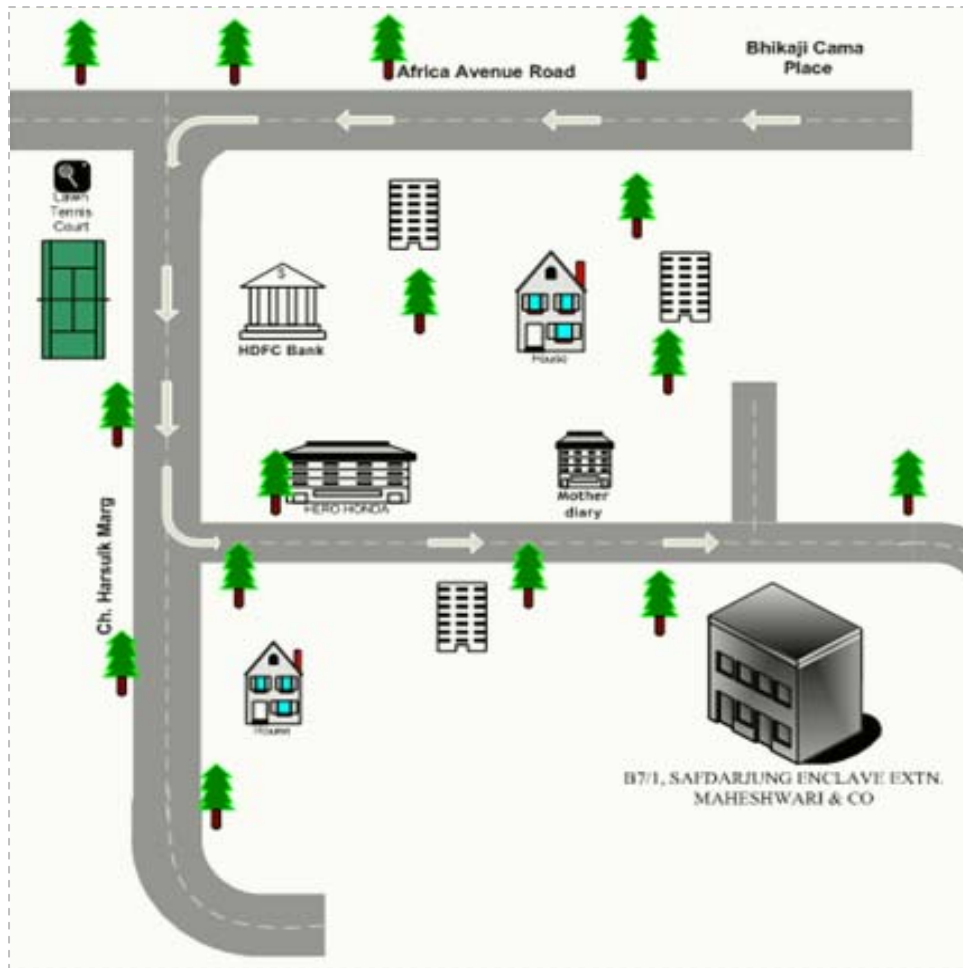 Bhikaji Cama
Place
Africa Avenue Road
Lawn
Tennis
Court
$
HDFC Bank
House
HERO HONDA
Mother
diary
Ch. Harsulk Marg
House
B7/1, SAFDARJUNG ENCLAVE EXTN.
MAHESHWARI & CO